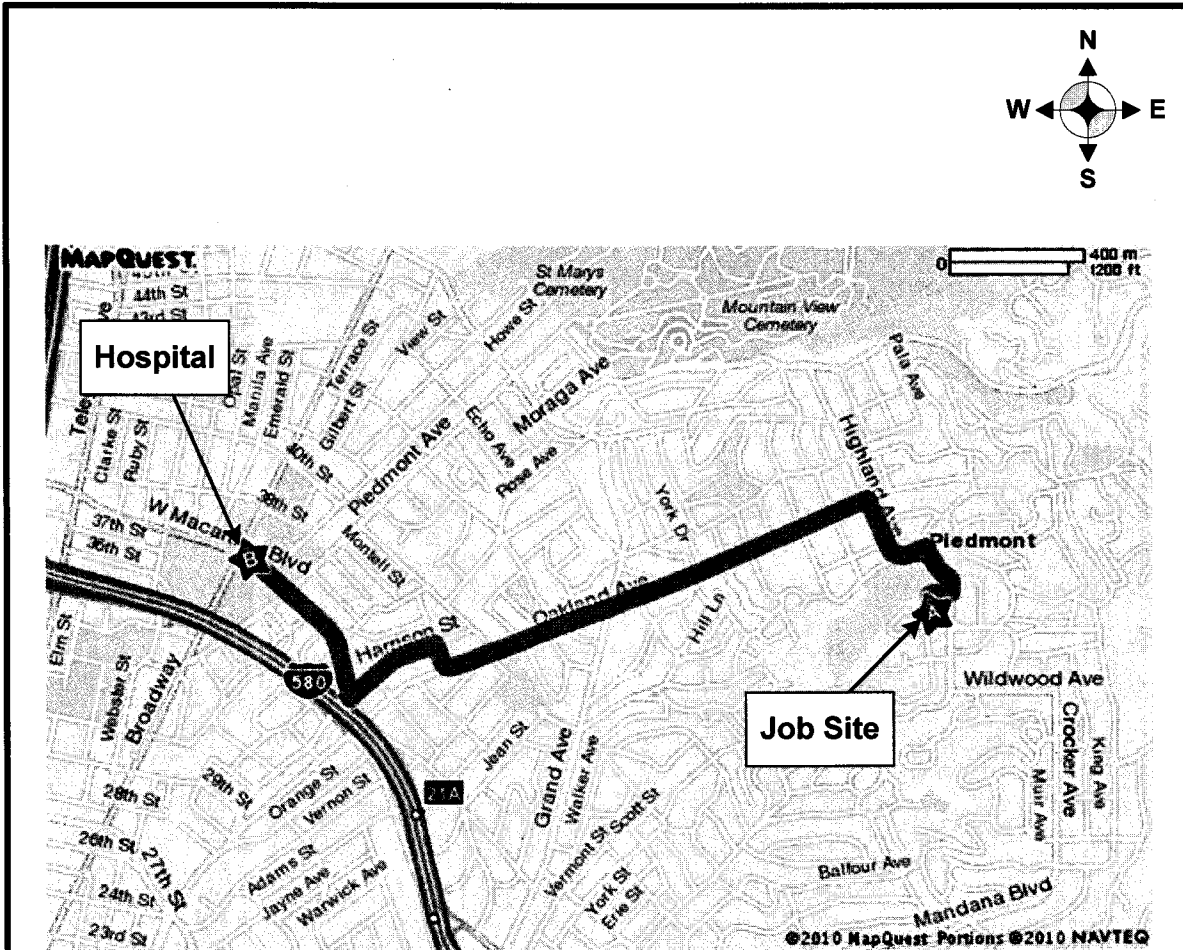 N
W E
S
MAPQUEST.
400 m
0
1200 ft
44th St
43rd St
St Marys
Cemetery
Mountain View
Cemetery
Hospital
Opal St
Manila Ave
Emerald St
Terrace St
Gilbert St
View St
Howe St
Moraga Ave
Echo Ave
Rose Ave
Piedmont Ave
40th St
38th St
Clarke St
Ruby St
W Maca
Blvd
37th St
36th St
B
Montell St
York Dr
Pala Ave
Highland Ave
Piedmont
A
Oakland Ave
Hill Ln
Harrison St
580
Elm St
Webster St
Broadway
Job Site
Wildwood Ave
Crocker Ave
King Ave
Muir Ave
Jean St
Grand Ave
Walker Ave
21A
29th St
Orange St
Vernon St
28th St
26th St
27th St
24th St
23rd St
Adams St
Jayne Ave
Warwick Ave
Vermont St
Scott St
York St
Erie St
Balfour Ave
Mandana Blvd
©2010 MapQuest Portions ©2010 NAVTEQ